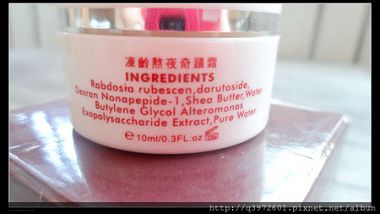 凍齡熬夜奇蹟霜
INGREDIENTS
Rabdosia rubescen,darutoside,
Dexran Nonapepide-1,Shea Butter,Water
Butylene Glycol Alteromonas
Exopolysaccharide Extract,Pure Water.
℮ 10ml/0.3FL.oz
http://q3972601.pixnet.net/album